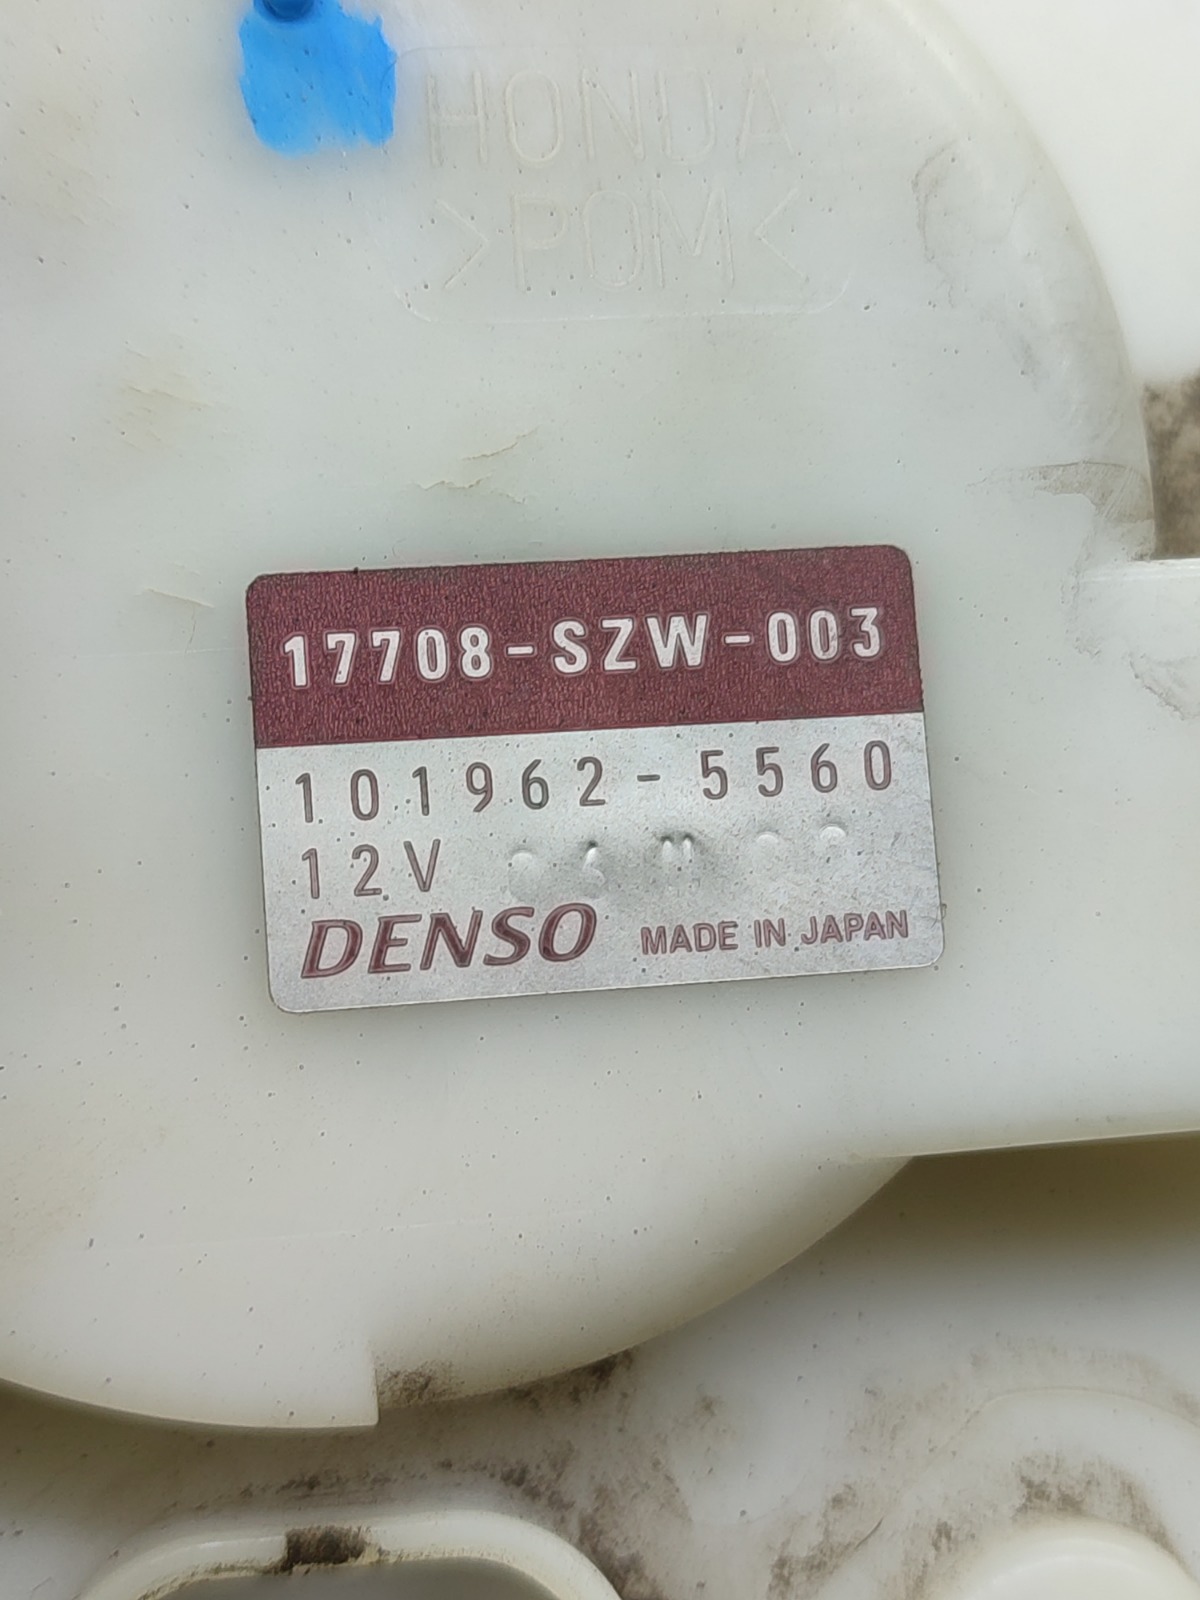 HONDA
>POM<
17708-SZW-003
101962-5560
12V
DENSO MADE IN JAPAN